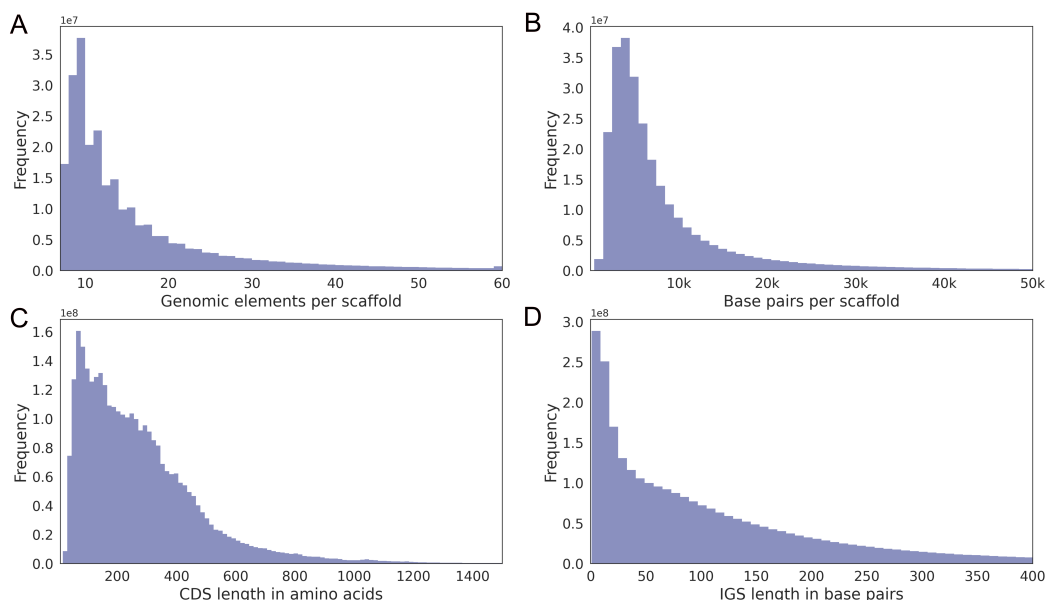 A
1e7
Frequency
3.5
3.0
2.5
2.0
1.5
1.0
0.5
0.0
10 20 30 40 50 60
Genomic elements per scaffold
B
1e7
Frequency
4.0
3.5
3.0
2.5
2.0
1.5
1.0
0.5
0.0
10k 20k 30k 40k 50k
Base pairs per scaffold
C
1e8
Frequency
1.6
1.4
1.2
1.0
0.8
0.6
0.4
0.2
0.0
200 400 600 800 1000 1200 1400
CDS length in amino acids
D
1e8
Frequency
3.0
2.5
2.0
1.5
1.0
0.5
0.0
0 50 100 150 200 250 300 350 400
IGS length in base pairs